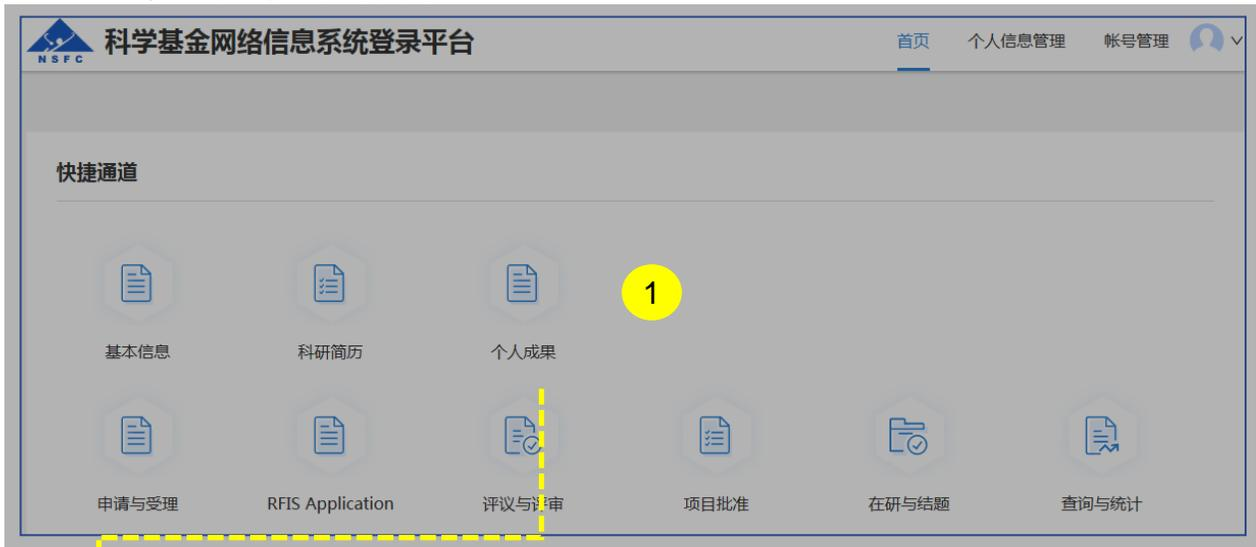 NSFC
科学基金网络信息系统登录平台
首页 个人信息管理 帐号管理
快捷通道
1
基本信息 科研简历 个人成果
申请与受理 RFIS Application 评议与评审 项目批准 在研与结题 查询与统计